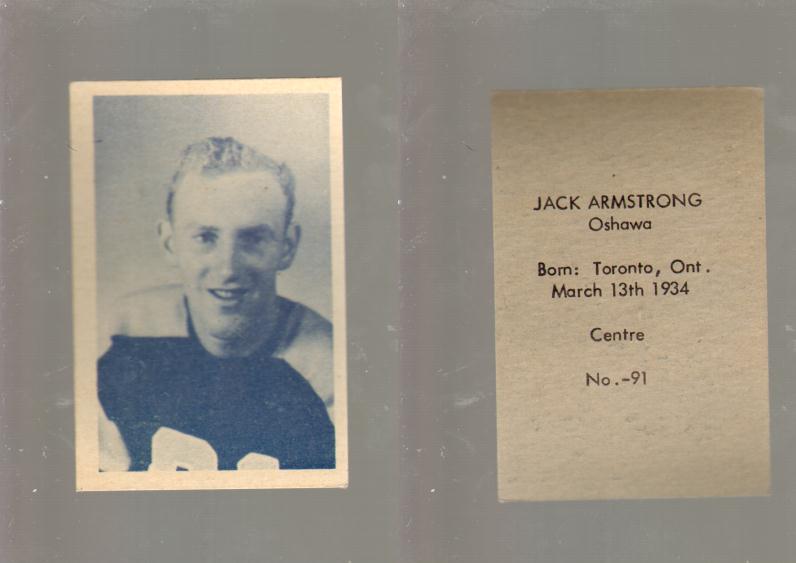 JACK ARMSTRONG
Oshawa
Born: Toronto, Ont.
March 13th 1934
Centre
No.-91